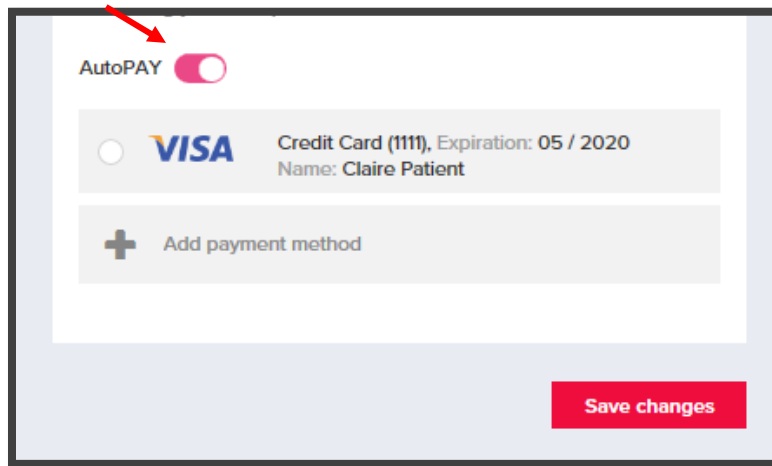 AutoPAY
VISA
Credit Card (1111), Expiration: 05 / 2020
Name: Claire Patient
Add payment method
Save changes